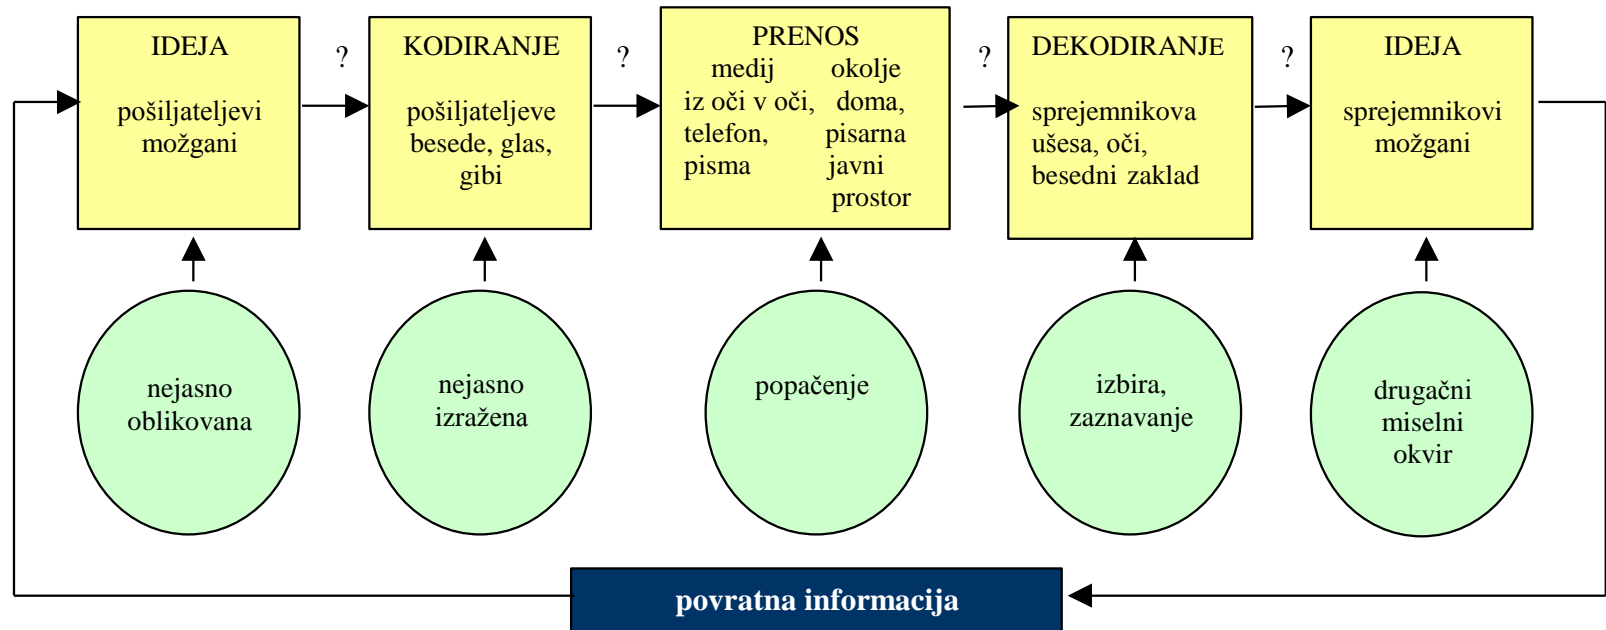 IDEJA
pošiljateljevi
možgani
?
KODIRANJE
pošiljateljeve
besede, glas,
gibi
?
PRENOS
medij okolje
iz oči v oči, doma,
telefon, pisarna
pisma javni
prostor
?
DEKODIRANJE
sprejemnikova
ušesa, oči,
besedni zaklad
?
IDEJA
sprejemnikovi
možgani
nejasno
oblikovana
nejasno
izražena
popačenje
izbira,
zaznavanje
drugačni
miselni
okvir
povratna informacija